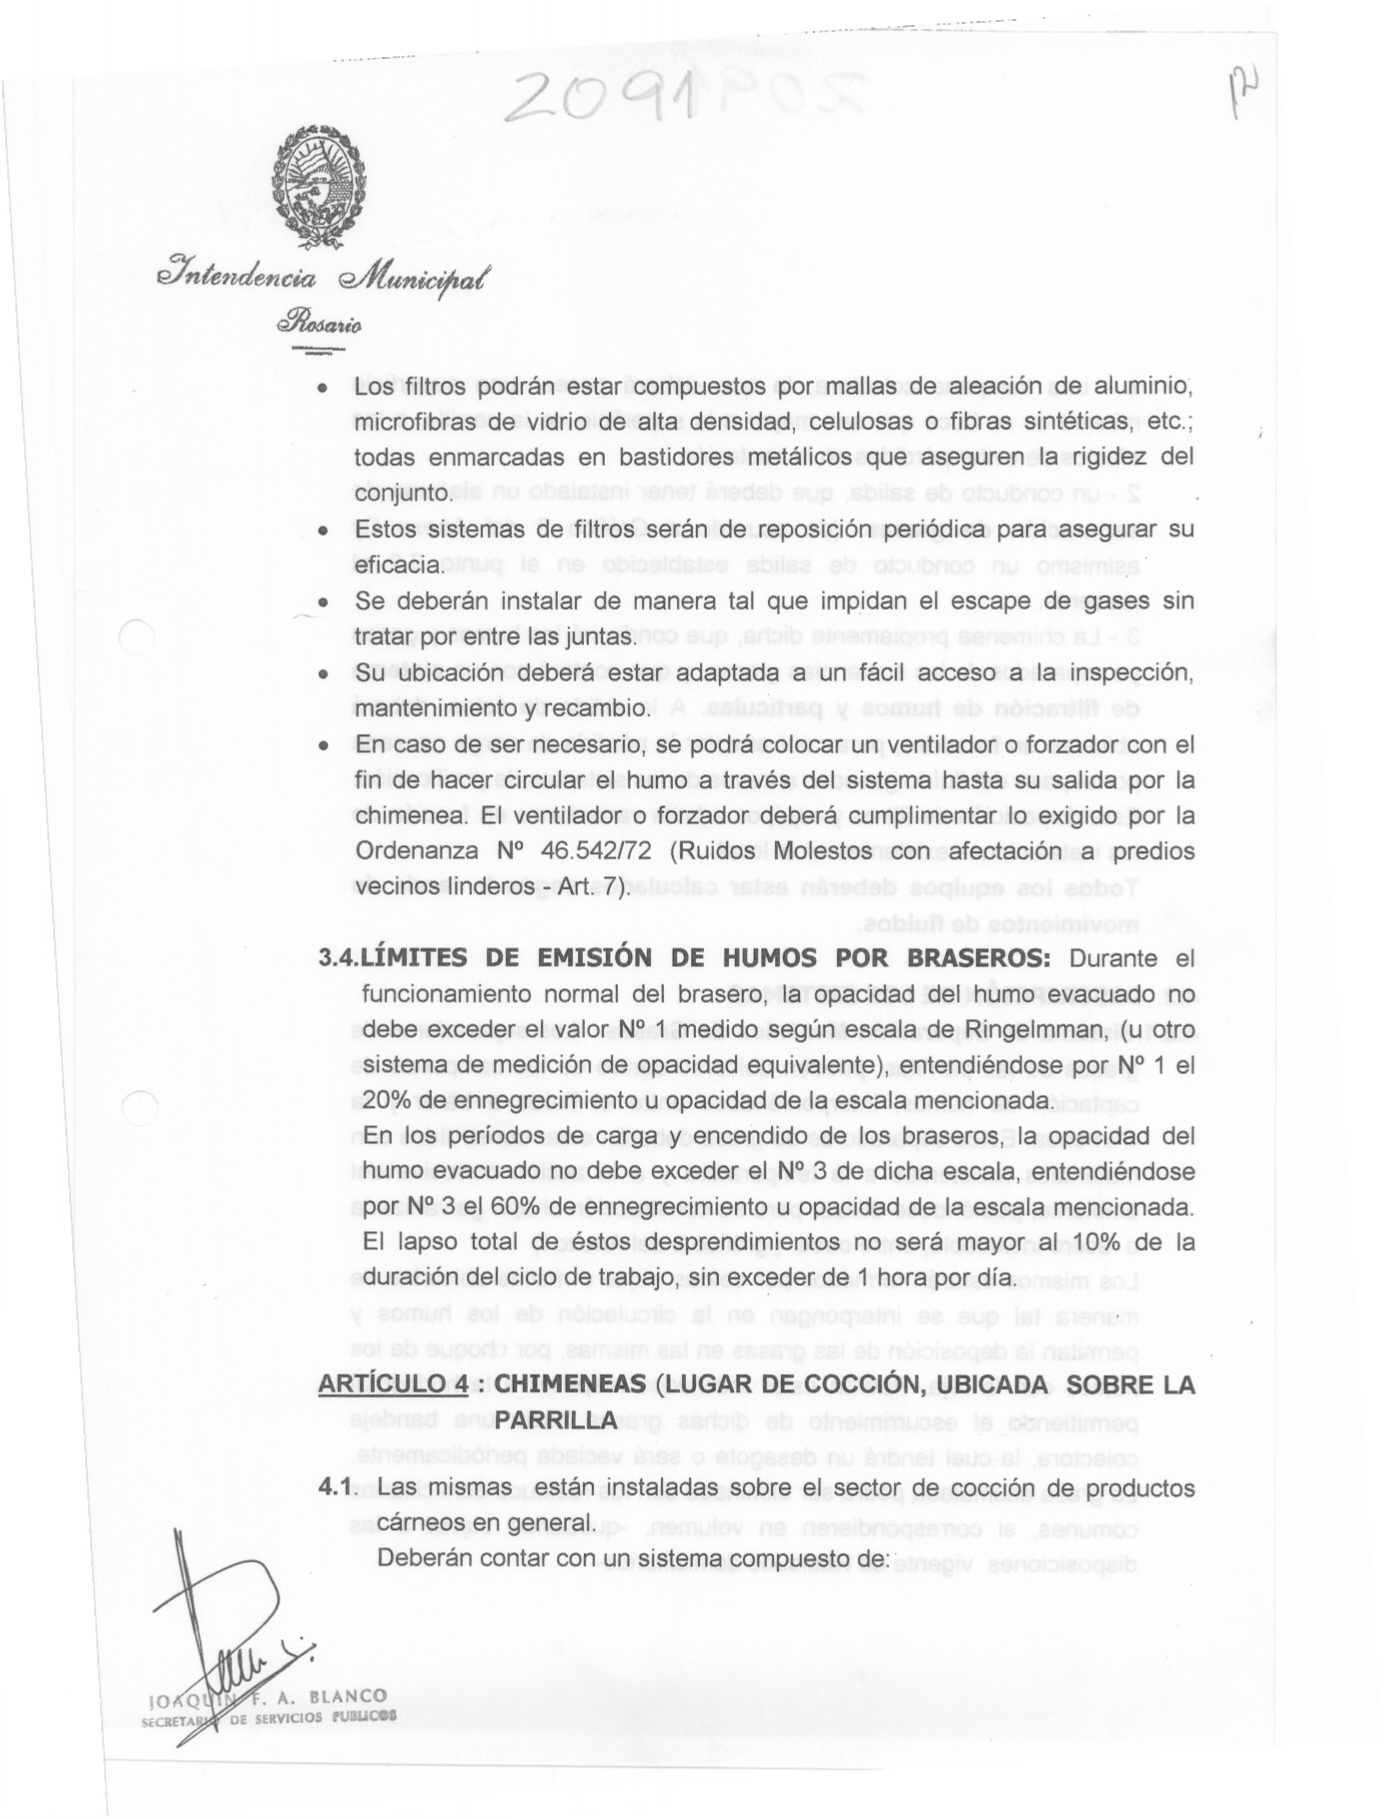 2091
12
Intendencia Municipal
Rosario
• Los filtros podrán estar compuestos por mallas de aleación de aluminio,
microfibras de vidrio de alta densidad, celulosas o fibras sintéticas, etc.;
todas enmarcadas en bastidores metálicos que aseguren la rigidez del
conjunto.
• Estos sistemas de filtros serán de reposición periódica para asegurar su
eficacia.
• Se deberán instalar de manera tal que impidan el escape de gases sin
tratar por entre las juntas.
• Su ubicación deberá estar adaptada a un fácil acceso a la inspección,
mantenimiento y recambio.
• En caso de ser necesario, se podrá colocar un ventilador o forzador con el
fin de hacer circular el humo a través del sistema hasta su salida por la
chimenea. El ventilador o forzador deberá cumplimentar lo exigido por la
Ordenanza Nº 46.542/72 (Ruidos Molestos con afectación a predios
vecinos linderos - Art. 7).
3.4.LÍMITES DE EMISIÓN DE HUMOS POR BRASEROS: Durante el
funcionamiento normal del brasero, la opacidad del humo evacuado no
debe exceder el valor Nº 1 medido según escala de Ringelmman, (u otro
sistema de medición de opacidad equivalente), entendiéndose por Nº 1 el
20% de ennegrecimiento u opacidad de la escala mencionada.
En los períodos de carga y encendido de los braseros, la opacidad del
humo evacuado no debe exceder el Nº 3 de dicha escala, entendiéndose
por Nº 3 el 60% de ennegrecimiento u opacidad de la escala mencionada.
El lapso total de éstos desprendimientos no será mayor al 10% de la
duración del ciclo de trabajo, sin exceder de 1 hora por día.
ARTÍCULO 4 : CHIMENEAS (LUGAR DE COCCIÓN, UBICADA SOBRE LA
PARRILLA
4.1. Las mismas están instaladas sobre el sector de cocción de productos
cárneos en general.
Deberán contar con un sistema compuesto de:
JOAQUIN F. A. BLANCO
SECRETARIO DE SERVICIOS PUBLICOS